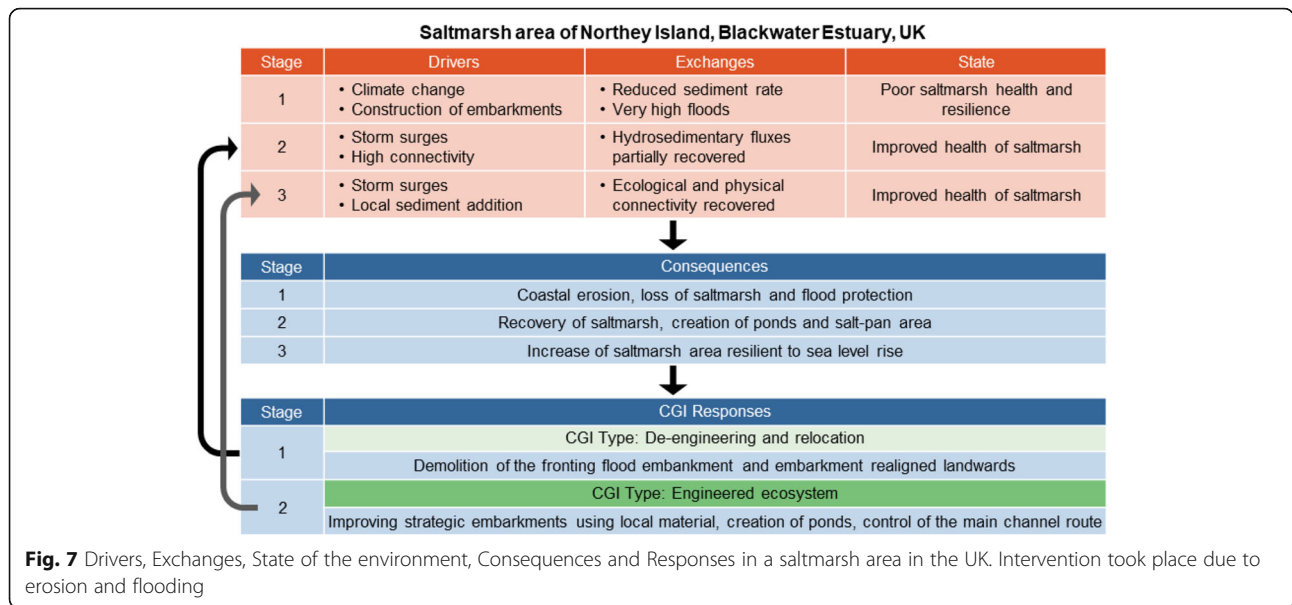 Saltmarsh area of Northey Island, Blackwater Estuary, UK
Stage Drivers Exchanges State
1
• Climate change
• Construction of embarkments
• Reduced sediment rate
• Very high floods
Poor saltmarsh health and
resilience
2
• Storm surges
• High connectivity
• Hydrosedimentary fluxes
partially recovered
Improved health of saltmarsh
3
• Storm surges
• Local sediment addition
• Ecological and physical
connectivity recovered
Improved health of saltmarsh
Stage Consequences
1 Coastal erosion, loss of saltmarsh and flood protection
2 Recovery of saltmarsh, creation of ponds and salt-pan area
3 Increase of saltmarsh area resilient to sea level rise
Stage CGI Responses
1
CGI Type: De-engineering and relocation
Demolition of the fronting flood embankment and embarkment realigned landwards
2
CGI Type: Engineered ecosystem
Improving strategic embarkments using local material, creation of ponds, control of the main channel route
Fig. 7 Drivers, Exchanges, State of the environment, Consequences and Responses in a saltmarsh area in the UK. Intervention took place due to
erosion and flooding